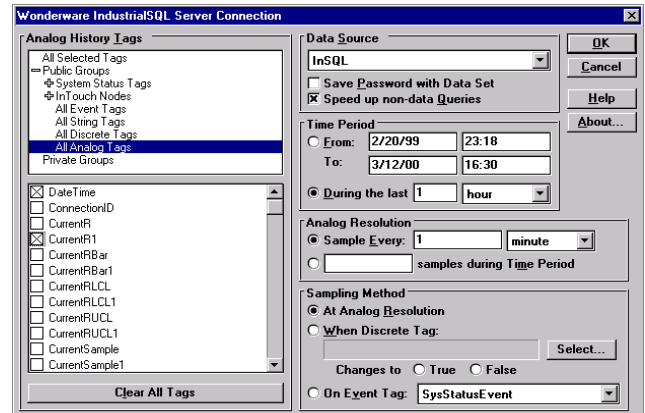 Wonderware IndustrialSQL Server Connection
Analog History Tags
All Selected Tags
Public Groups
System Status Tags
InTouch Nodes
All Event Tags
All String Tags
All Discrete Tags
All Analog Tags
Private Groups
DateTime
ConnectionID
CurrentR
CurrentR1
CurrentRBar
CurrentRBar1
CurrentRLCL
CurrentRLCL1
CurrentRUCL
CurrentRUCL1
CurrentSample
CurrentSample1
Clear All Tags
Data Source
InSQL
Save Password with Data Set
Speed up non-data Queries
Time Period
From: 2/20/99 23:18
To: 3/12/00 16:30
During the last 1 hour
Analog Resolution
Sample Every: 1 minute
samples during Time Period
Sampling Method
At Analog Resolution
When Discrete Tag:
Select...
Changes to True False
On Event Tag: SysStatusEvent
OK
Cancel
Help
About...